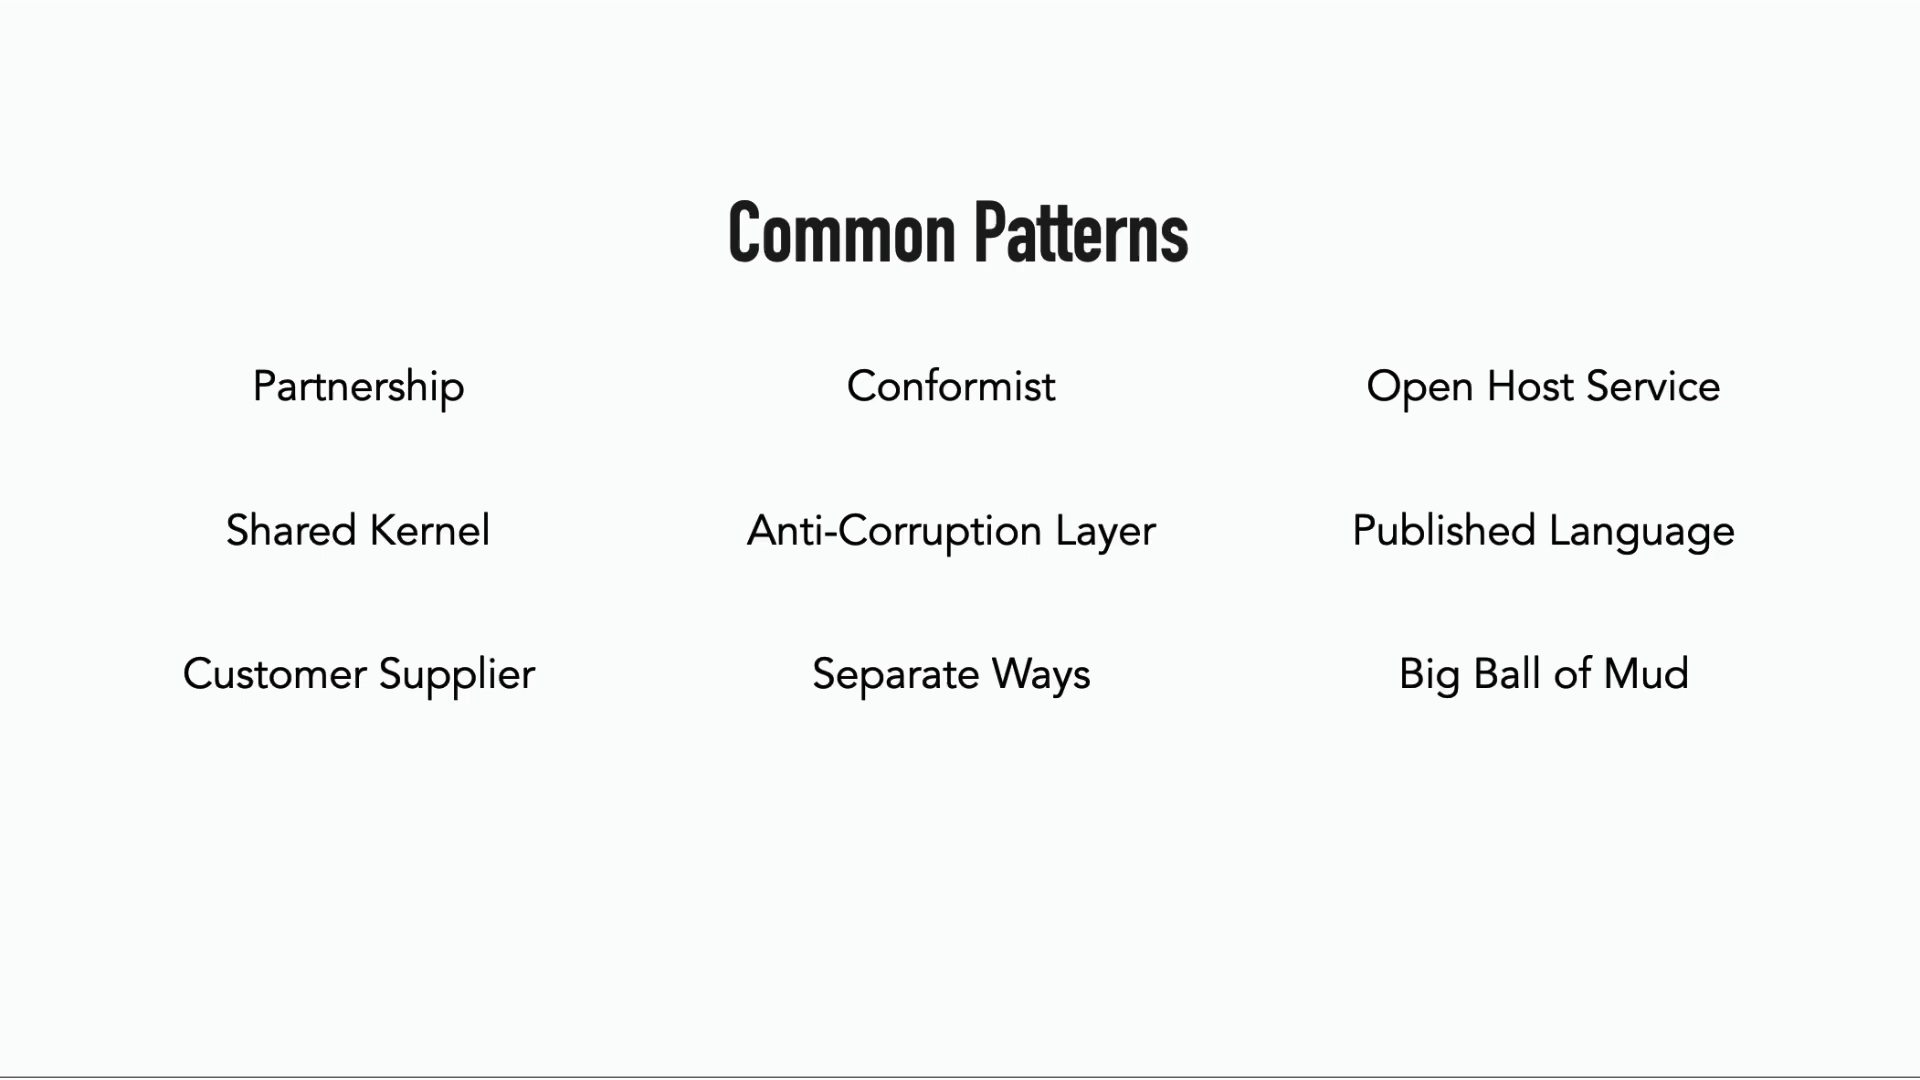 Common Patterns
Partnership
Conformist
Open Host Service
Shared Kernel
Anti-Corruption Layer
Published Language
Customer Supplier
Separate Ways
Big Ball of Mud